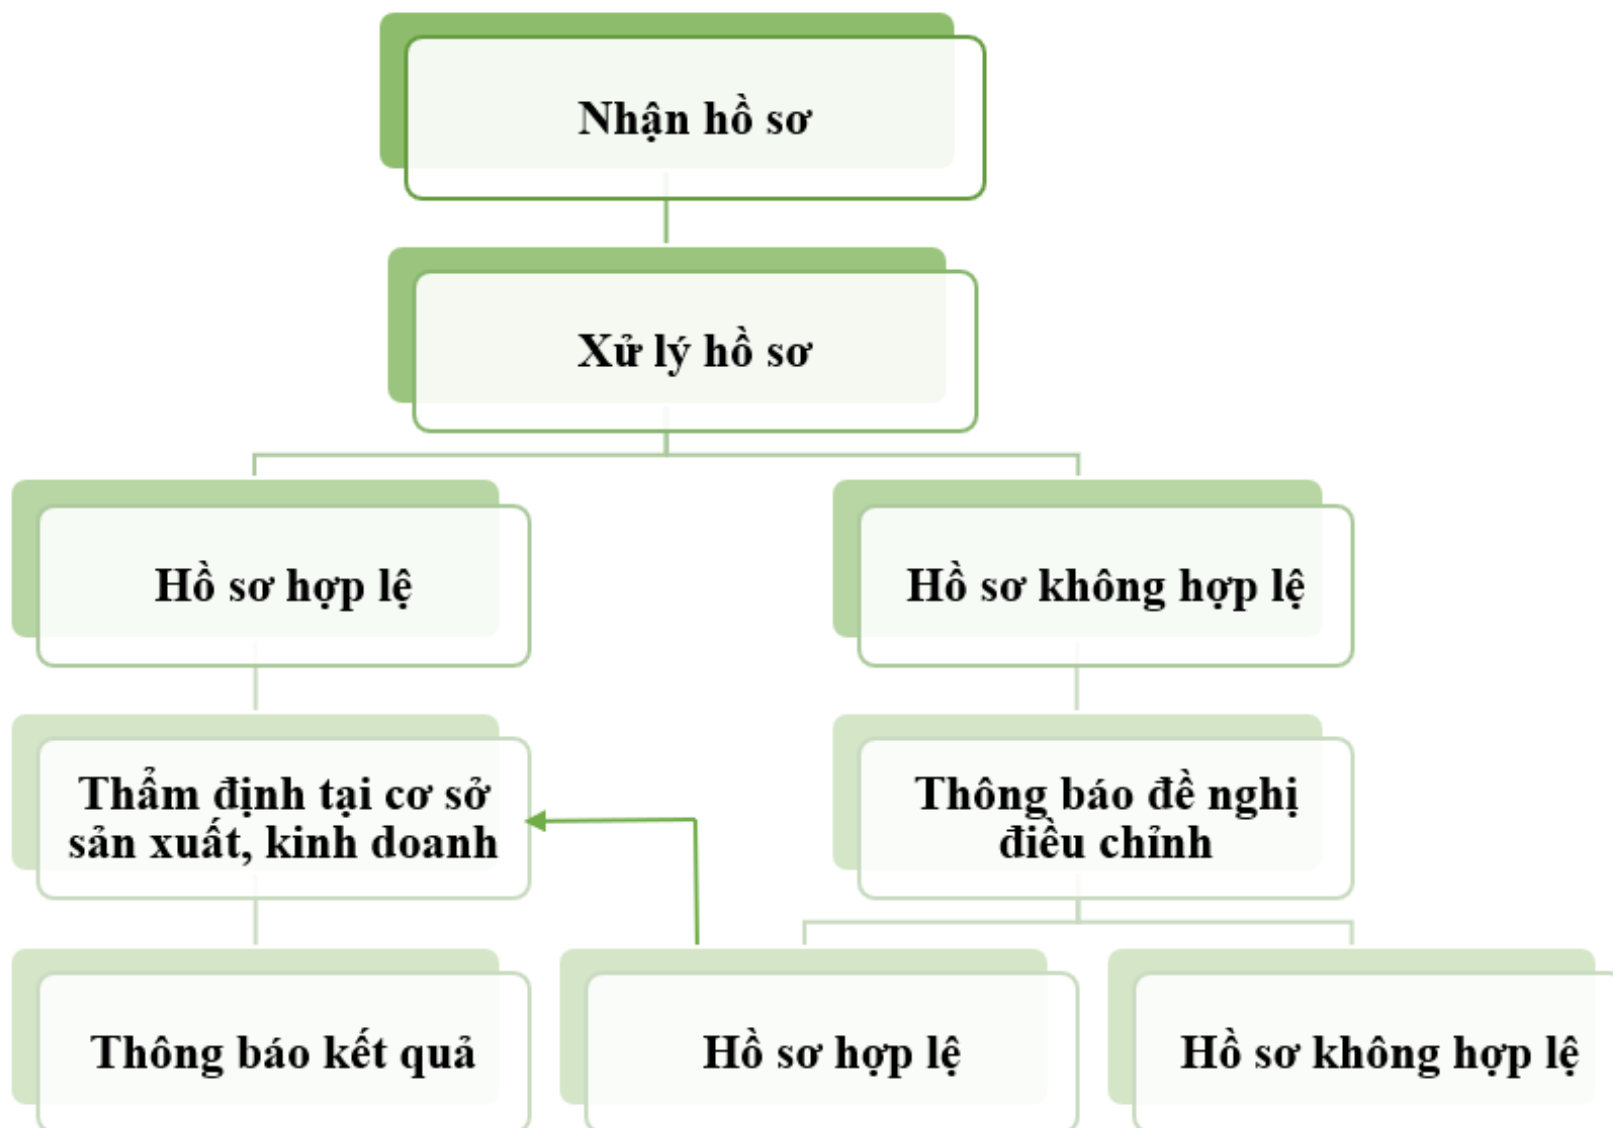 Nhận hồ sơ
Xử lý hồ sơ
Hồ sơ hợp lệ
Hồ sơ không hợp lệ
Thẩm định tại cơ sở
sản xuất, kinh doanh
Thông báo đề nghị
điều chỉnh
Thông báo kết quả
Hồ sơ hợp lệ
Hồ sơ không hợp lệ